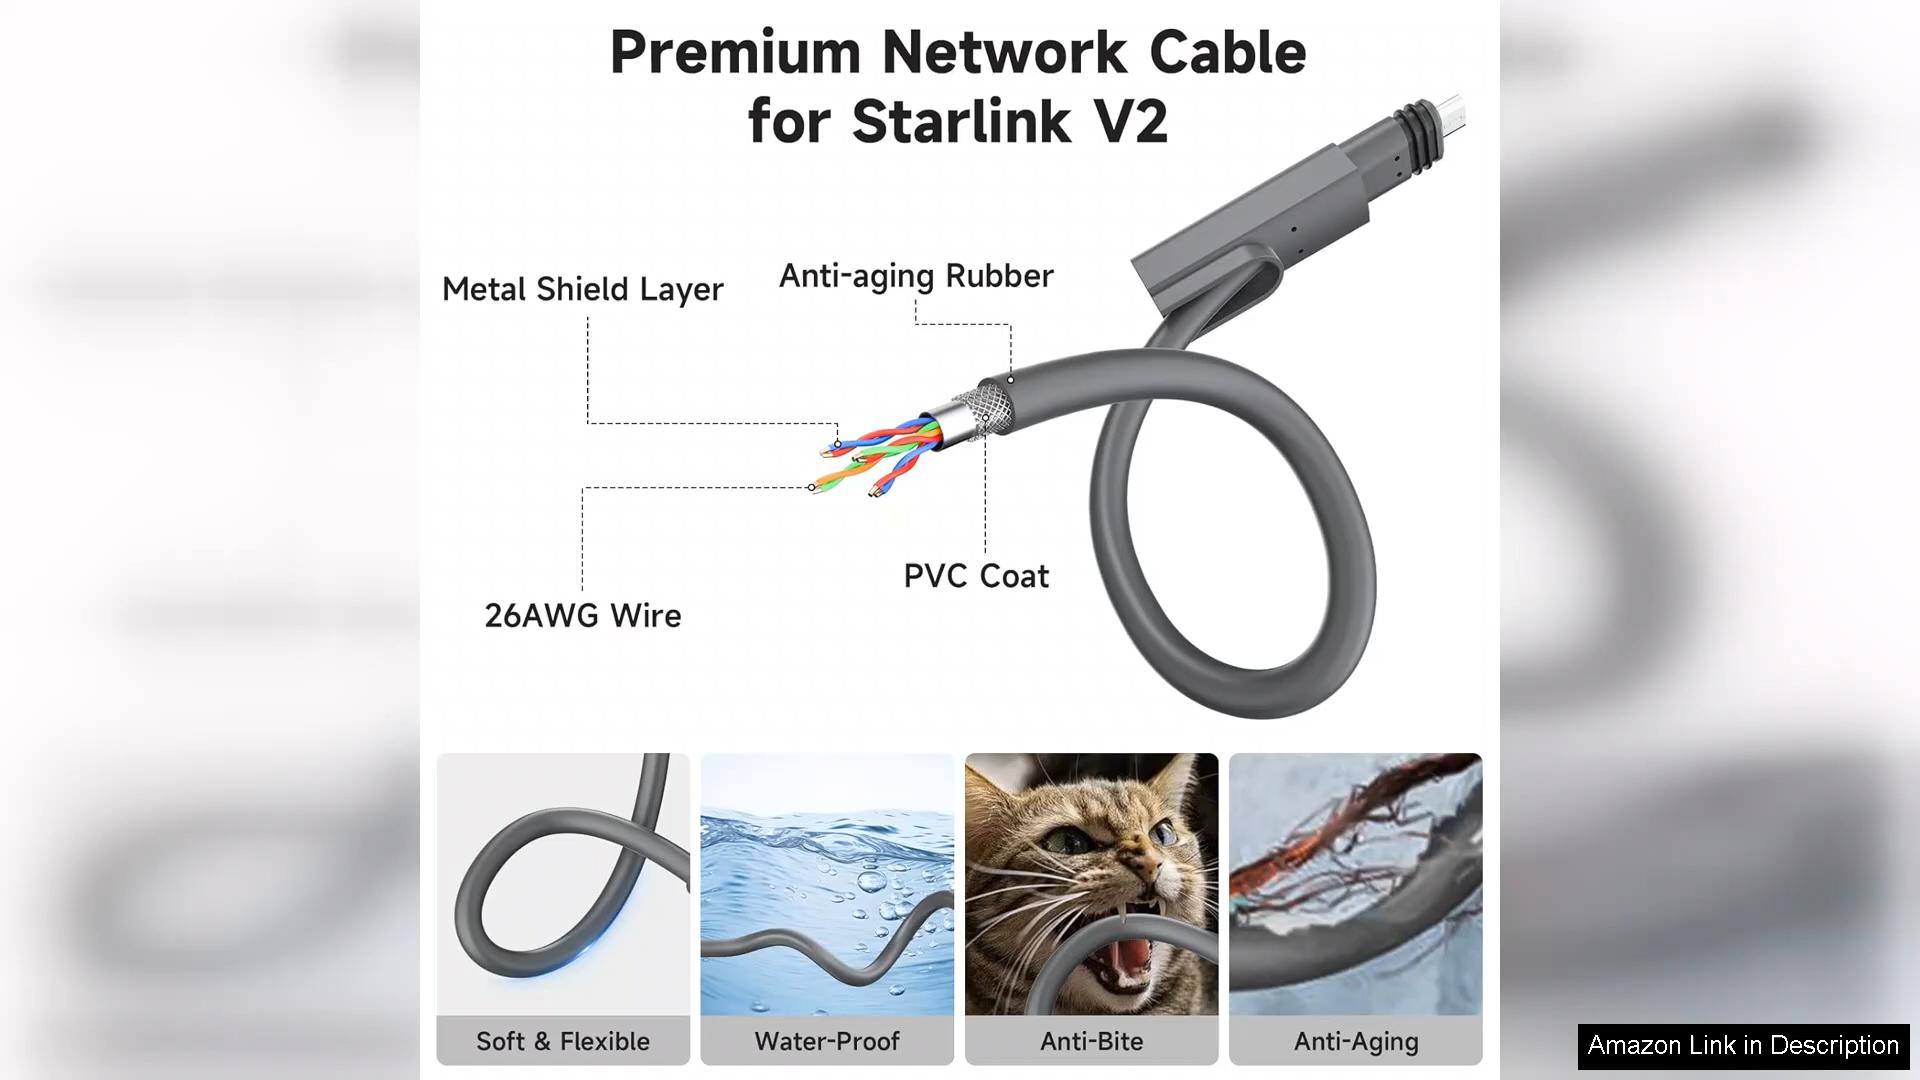 Premium Network Cable
for Starlink V2
Metal Shield Layer
Anti-aging Rubber
PVC Coat
26AWG Wire
Soft & Flexible
Water-Proof
Anti-Bite
Anti-Aging
Amazon Link in Description